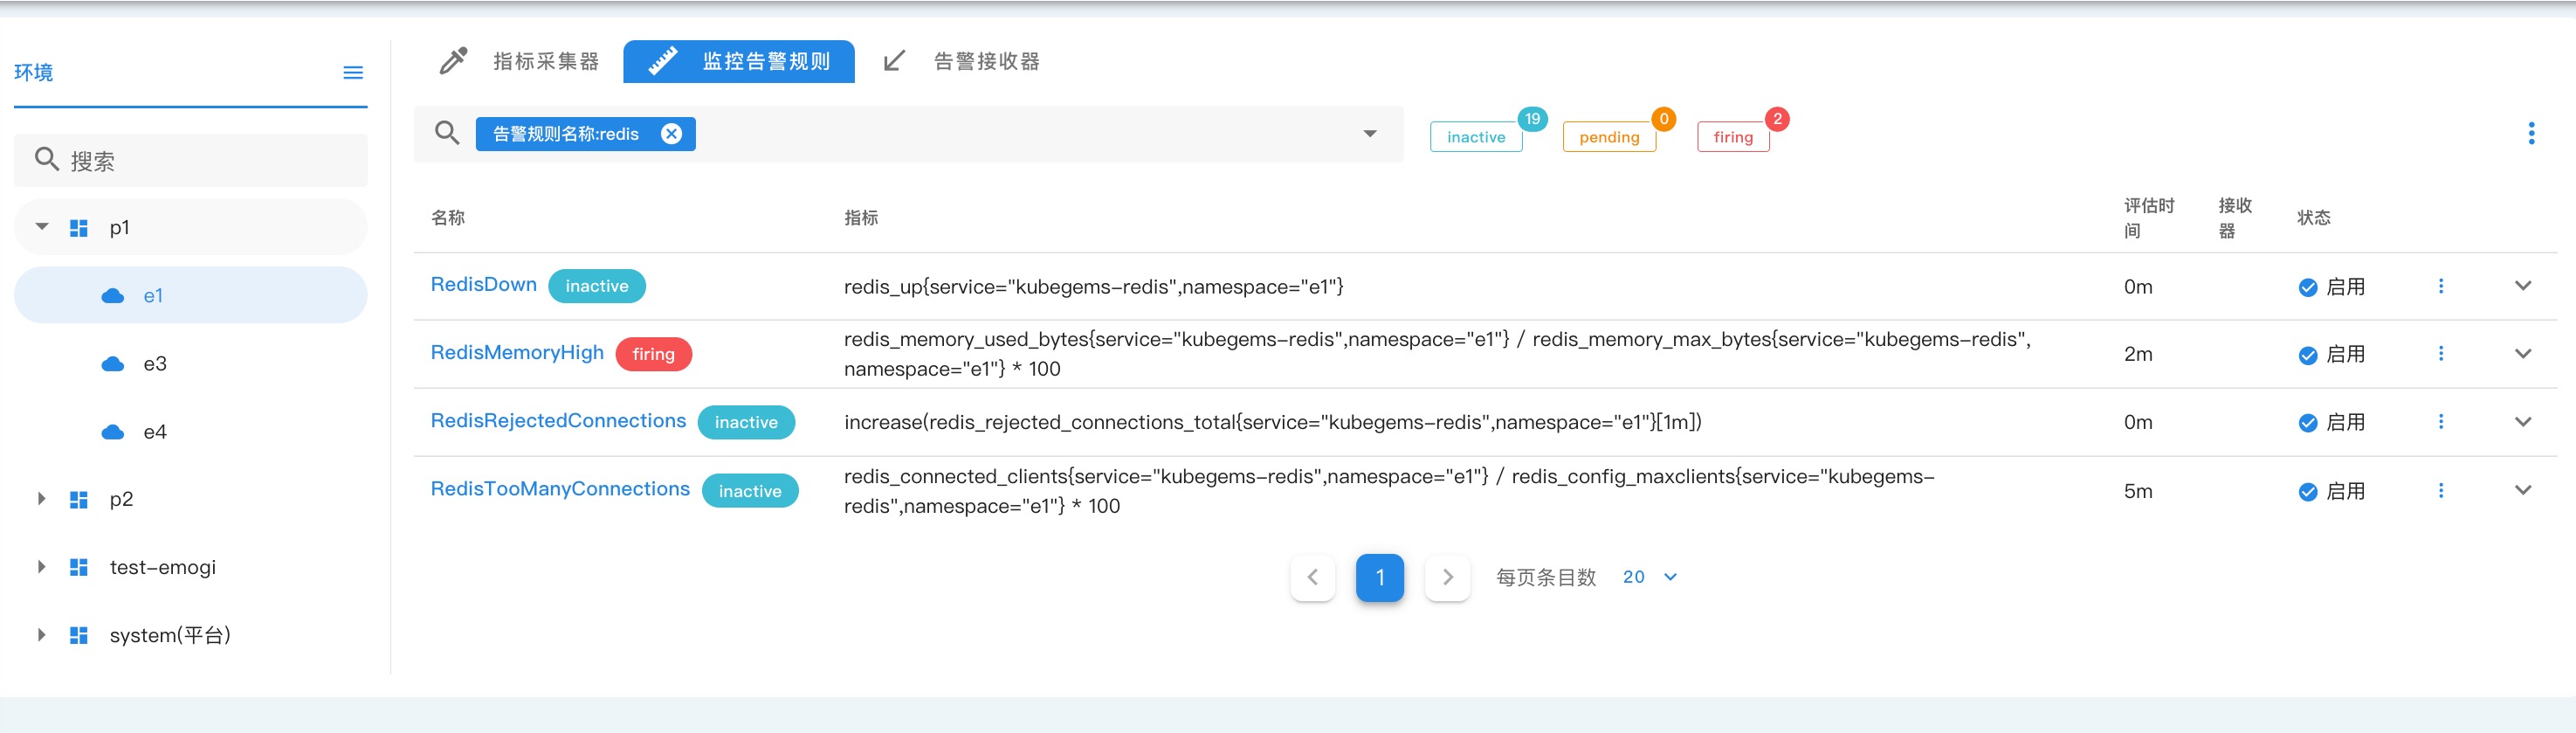 环境
搜索
p1
e1
e3
e4
p2
test-emogi
system(平台)
指标采集器
监控告警规则
告警接收器
告警规则名称:redis
inactive 19
pending 0
firing 2
名称
指标
评估时
间
接收
器
状态
RedisDown inactive
redis_up{service="kubegems-redis",namespace="e1"}
0m
启用
RedisMemoryHigh firing
redis_memory_used_bytes{service="kubegems-redis",namespace="e1"} / redis_memory_max_bytes{service="kubegems-redis",
namespace="e1"} * 100
2m
启用
RedisRejectedConnections inactive
increase(redis_rejected_connections_total{service="kubegems-redis",namespace="e1"}[1m])
0m
启用
RedisTooManyConnections inactive
redis_connected_clients{service="kubegems-redis",namespace="e1"} / redis_config_maxclients{service="kubegems-
redis",namespace="e1"} * 100
5m
启用
1
每页条目数 20